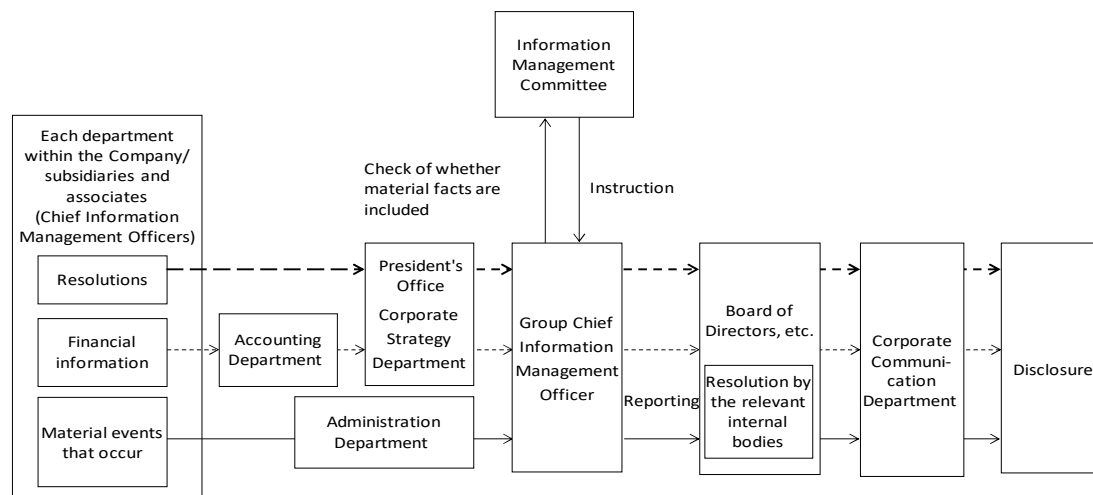 Information
Management
Committee
Each department
within the Company/
subsidiaries and
associates
(Chief Information
Management Officers)
Check of whether
material facts are
included
Instruction
Resolutions
President's
Office
Corporate
Strategy
Department
Financial
information
Accounting
Department
Group Chief
Information
Management
Officer
Board of
Directors, etc.
Corporate
Communi-
cation
Department
Disclosure
Material events
that occur
Administration
Department
Reporting
Resolution by
the relevant
internal
bodies